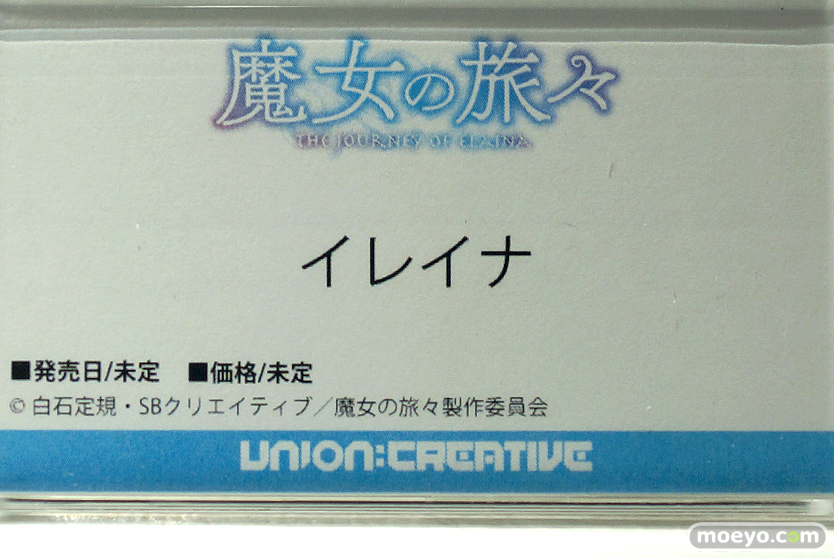 魔女の旅々
THE JOURNEY OF ELAINA
イレイナ
■発売日/未定 ■価格/未定
© 白石定規・SBクリエイティブ／魔女の旅々製作委員会
UNION:CREATIVE
moeyo.com